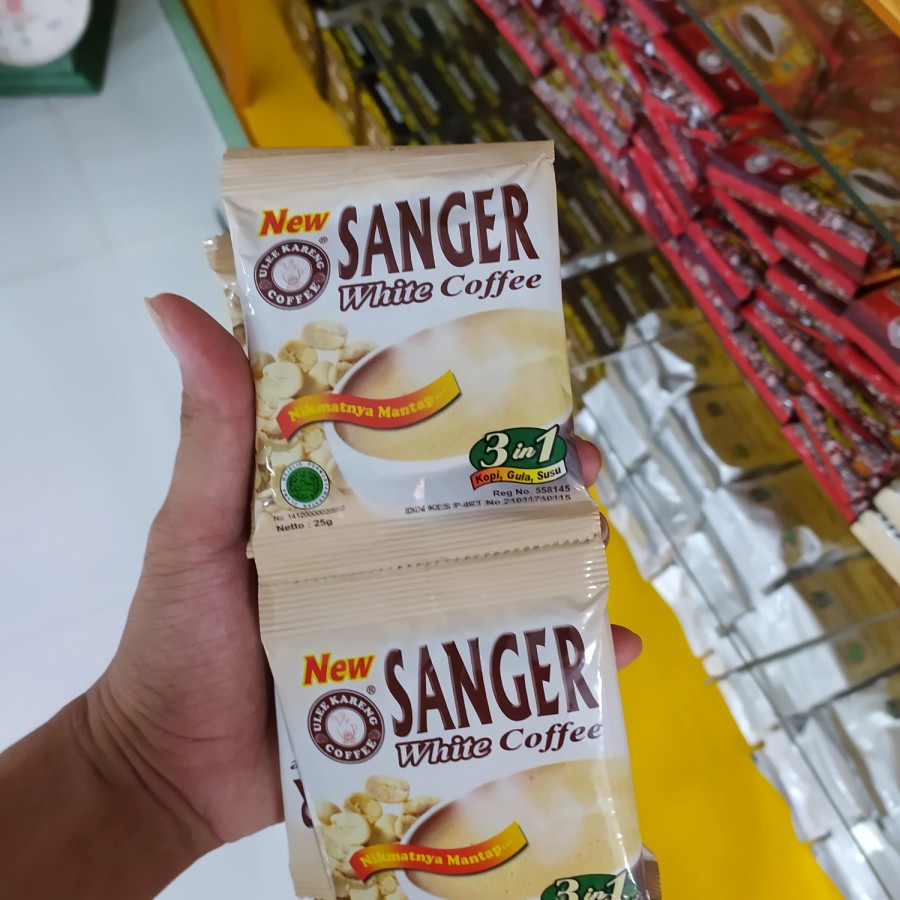 New
SANGER
ULEE KARENG
COFFEE
®
White Coffee
Nikmatnya Mantap...
3 in 1
Kopi, Gula, Susu
Reg No. 558145
Netto : 25g
New
SANGER
ULEE KARENG
COFFEE
®
White Coffee
Nikmatnya Mantap...
3 in 1